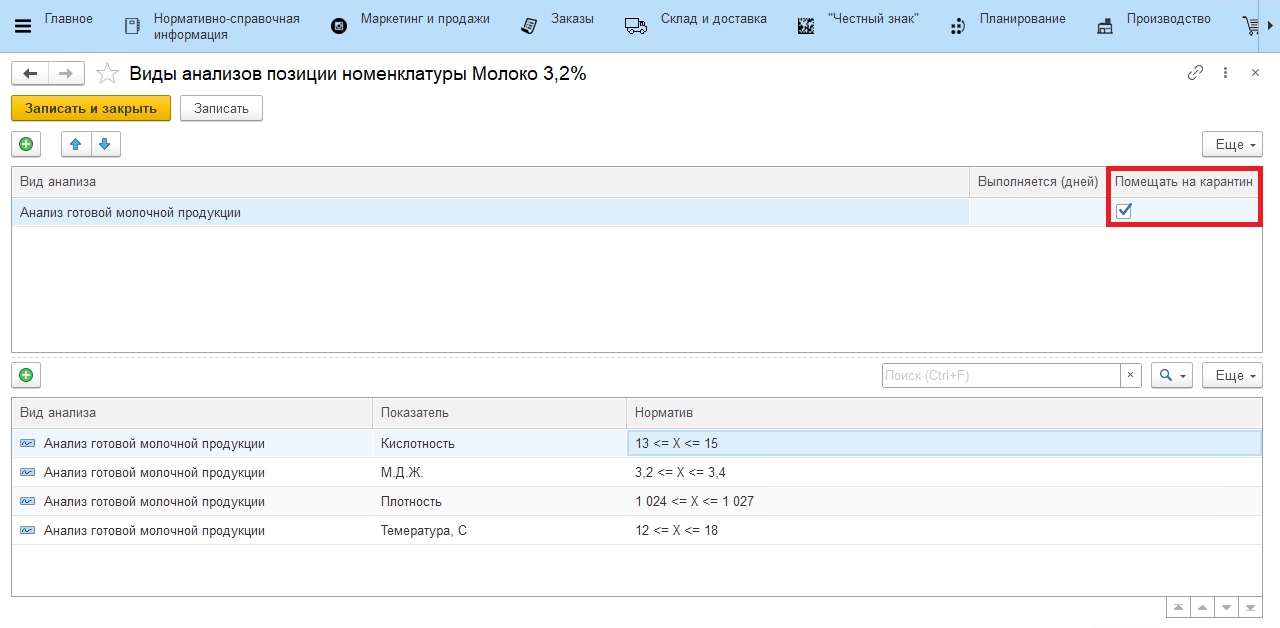 Главное
Нормативно-справочная
информация
Маркетинг и продажи
Заказы
Склад и доставка
"Честный знак"
Планирование
Производство
Виды анализов позиции номенклатуры Молоко 3,2%
Записать и закрыть
Записать
Еще
Вид анализа
Выполняется (дней)
Помещать на карантин
Анализ готовой молочной продукции
Поиск (Ctrl+F)
×
Еще
Вид анализа
Показатель
Норматив
Анализ готовой молочной продукции
Кислотность
13 <= X <= 15
Анализ готовой молочной продукции
М.Д.Ж.
3,2 <= X <= 3,4
Анализ готовой молочной продукции
Плотность
1 024 <= X <= 1 027
Анализ готовой молочной продукции
Темература, С
12 <= X <= 18